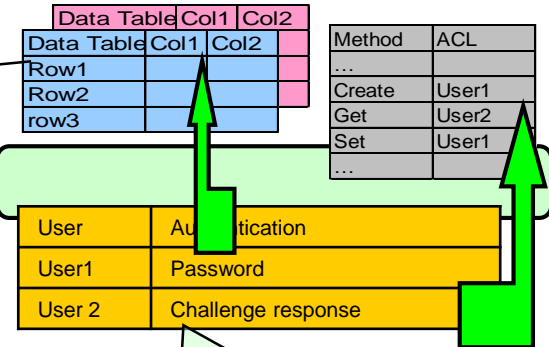 Data Table Col1 Col2
Data Table Col1 Col2
Row1
Row2
row3
Method ACL
…
Create User1
Get User2
Set User1
…
User
User1 Password
User 2 Challenge response